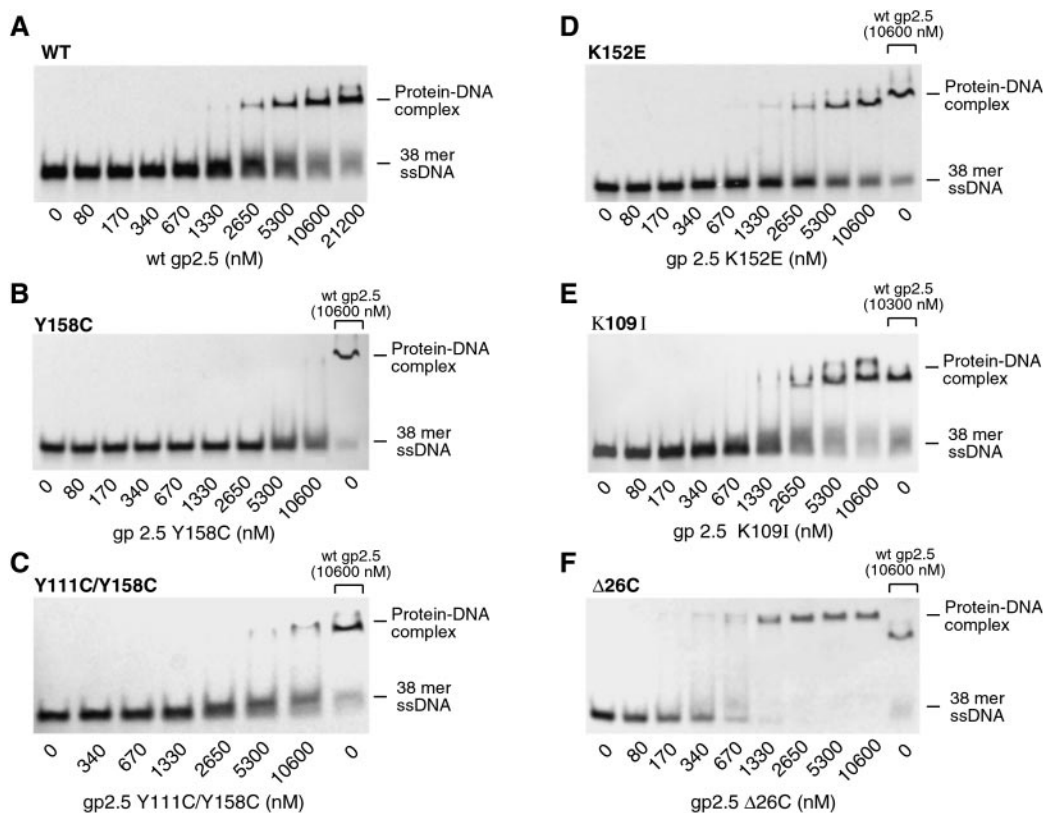 A
WT
Protein-DNA
complex
38 mer
ssDNA
0 80 170 340 670 1330 2650 5300 10600 21200
wt gp2.5 (nM)
B
Y158C
wt gp2.5
(10600 nM)
Protein-DNA
complex
38 mer
ssDNA
0 80 170 340 670 1330 2650 5300 10600 0
gp 2.5 Y158C (nM)
C
Y111C/Y158C
wt gp2.5
(10600 nM)
Protein-DNA
complex
38 mer
ssDNA
0 340 670 1330 2650 5300 10600 0
gp2.5 Y111C/Y158C (nM)
D
K152E
wt gp2.5
(10600 nM)
Protein-DNA
complex
38 mer
ssDNA
0 80 170 340 670 1330 2650 5300 10600 0
gp 2.5 K152E (nM)
E
K109I
wt gp2.5
(10300 nM)
Protein-DNA
complex
38 mer
ssDNA
0 80 170 340 670 1330 2650 5300 10600 0
gp 2.5 K109I (nM)
F
Δ26C
wt gp2.5
(10600 nM)
Protein-DNA
complex
38 mer
ssDNA
0 80 170 340 670 1330 2650 5300 10600 0
gp2.5 Δ26C (nM)